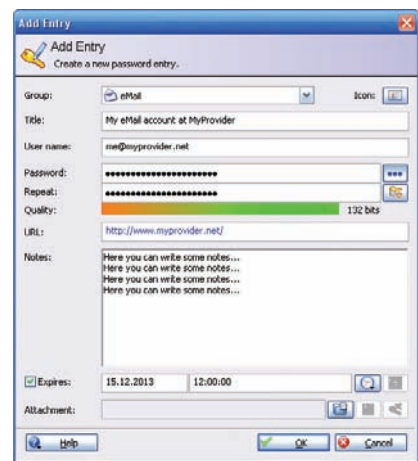 Add Entry
Add Entry
Create a new password entry.
Group: eMail Icon:
Title: My eMail account at MyProvider
User name: me@myprovider.net
Password: ●●●●●●●●●●●●●●●●●●●●●●
Repeat: ●●●●●●●●●●●●●●●●●●●●●●
Quality: 132 bits
URL: http://www.myprovider.net/
Notes: Here you can write some notes...
Here you can write some notes...
Here you can write some notes...
Here you can write some notes...
Expires: 15.12.2013 12:00:00
Attachment:
Help OK Cancel